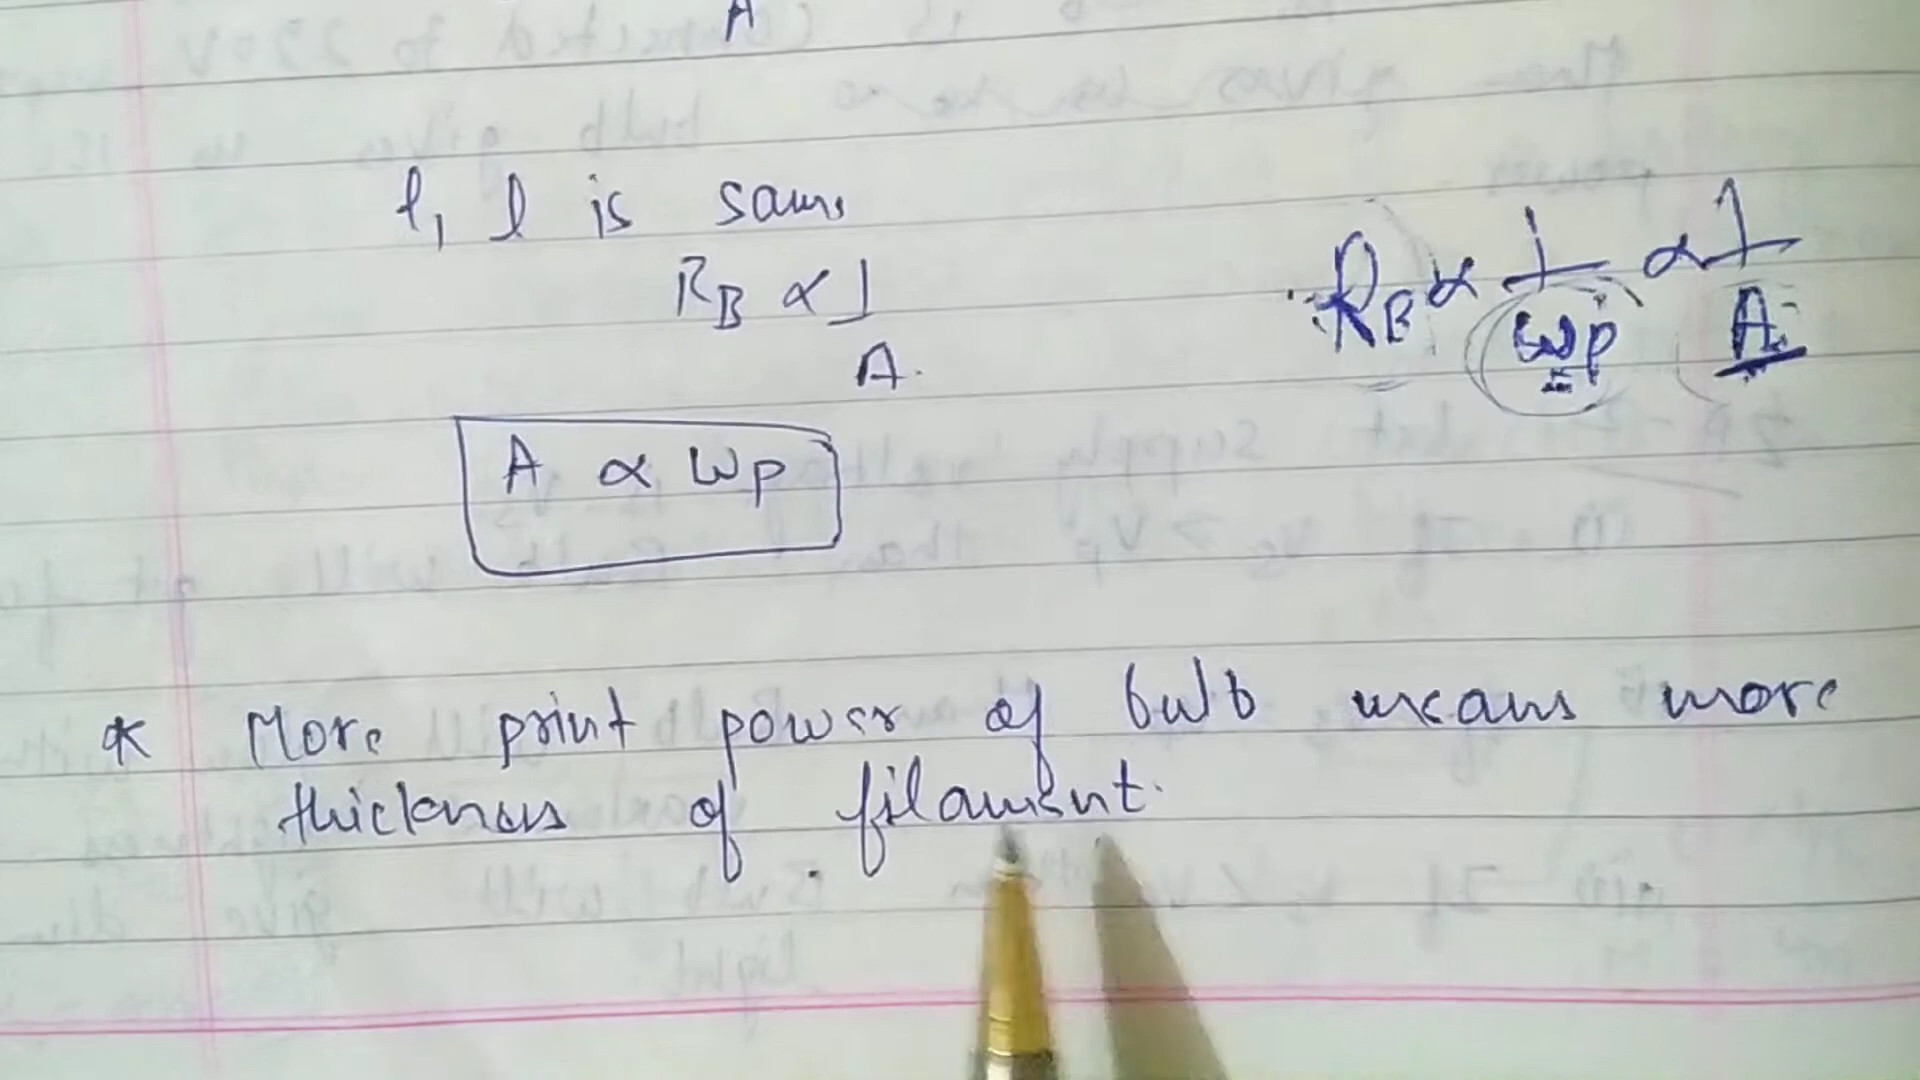 A
ρ, l is same
R_B ∝ 1
A.
R_B ∝ 1/Wp ∝ 1/A
A ∝ Wp
* More print power of bulb means more
thickness of filament.